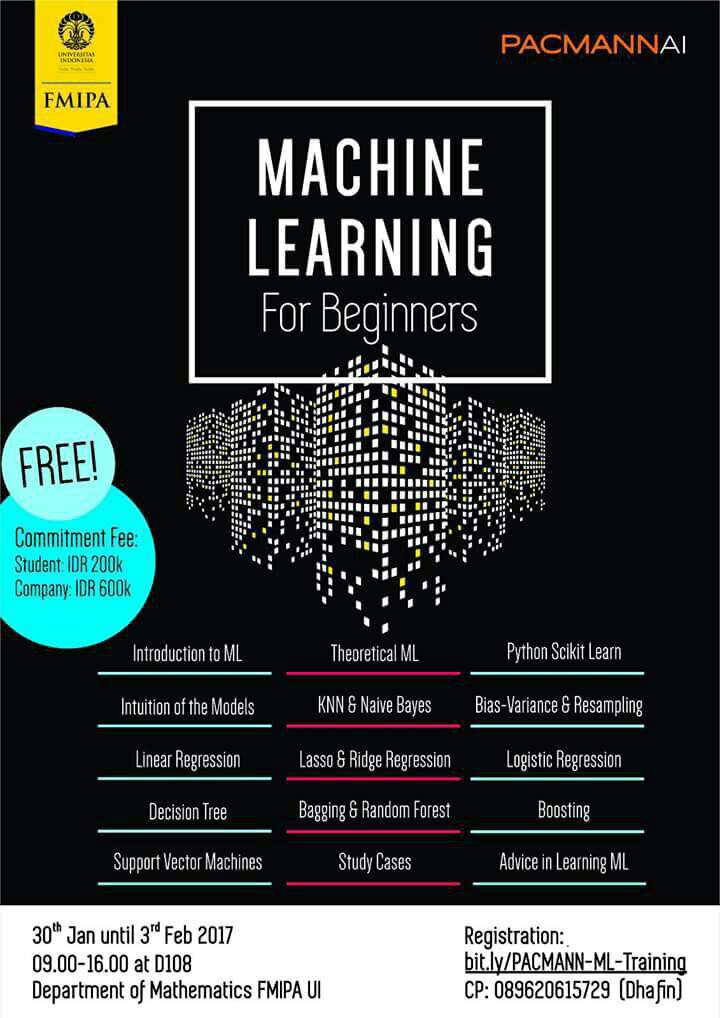 UNIVERSITAS
INDONESIA
FMIPA
PACMANNAI
MACHINE
LEARNING
For Beginners
FREE!
Commitment Fee:
Student: IDR 200k
Company: IDR 600k
Introduction to ML
Theoretical ML
Python Scikit Learn
Intuition of the Models
KNN & Naive Bayes
Bias-Variance & Resampling
Linear Regression
Lasso & Ridge Regression
Logistic Regression
Decision Tree
Bagging & Random Forest
Boosting
Support Vector Machines
Study Cases
Advice in Learning ML
30th Jan until 3rd Feb 2017
09.00-16.00 at D108
Department of Mathematics FMIPA UI
Registration:
bit.ly/PACMANN-ML-Training
CP: 089620615729 (Dhafin)